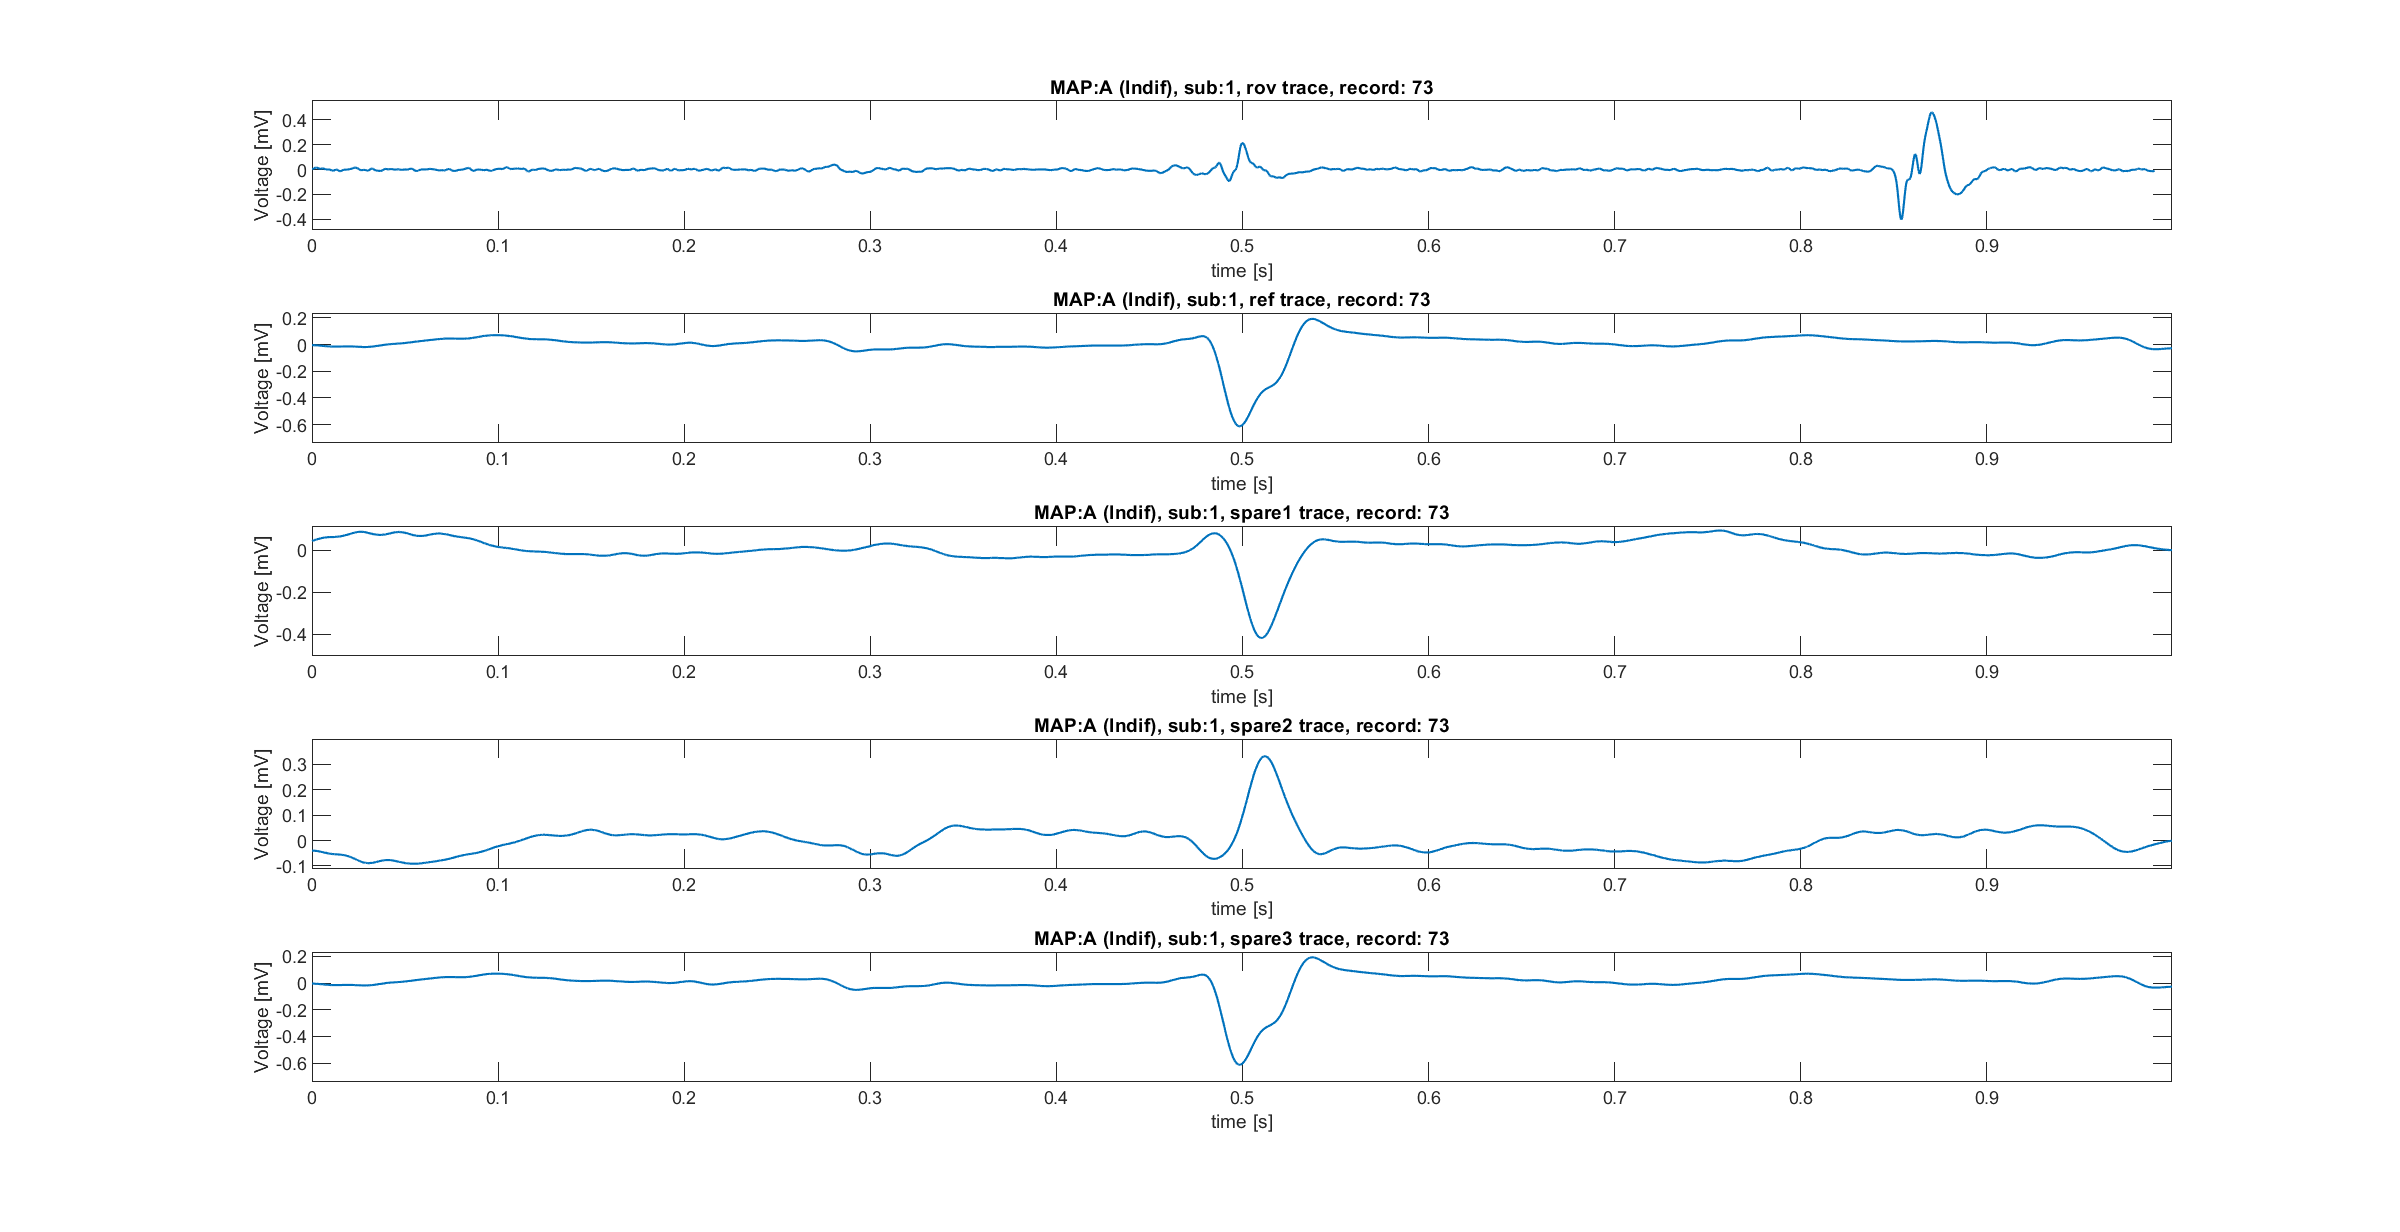 MAP:A (Indif), sub:1, rov trace, record: 73
Voltage [mV]
0.4
0.2
0
-0.2
-0.4
0 0.1 0.2 0.3 0.4 0.5 0.6 0.7 0.8 0.9
time [s]
MAP:A (Indif), sub:1, ref trace, record: 73
Voltage [mV]
0.2
0
-0.2
-0.4
-0.6
0 0.1 0.2 0.3 0.4 0.5 0.6 0.7 0.8 0.9
time [s]
MAP:A (Indif), sub:1, spare1 trace, record: 73
Voltage [mV]
0
-0.2
-0.4
0 0.1 0.2 0.3 0.4 0.5 0.6 0.7 0.8 0.9
time [s]
MAP:A (Indif), sub:1, spare2 trace, record: 73
Voltage [mV]
0.3
0.2
0.1
0
-0.1
0 0.1 0.2 0.3 0.4 0.5 0.6 0.7 0.8 0.9
time [s]
MAP:A (Indif), sub:1, spare3 trace, record: 73
Voltage [mV]
0.2
0
-0.2
-0.4
-0.6
0 0.1 0.2 0.3 0.4 0.5 0.6 0.7 0.8 0.9
time [s]